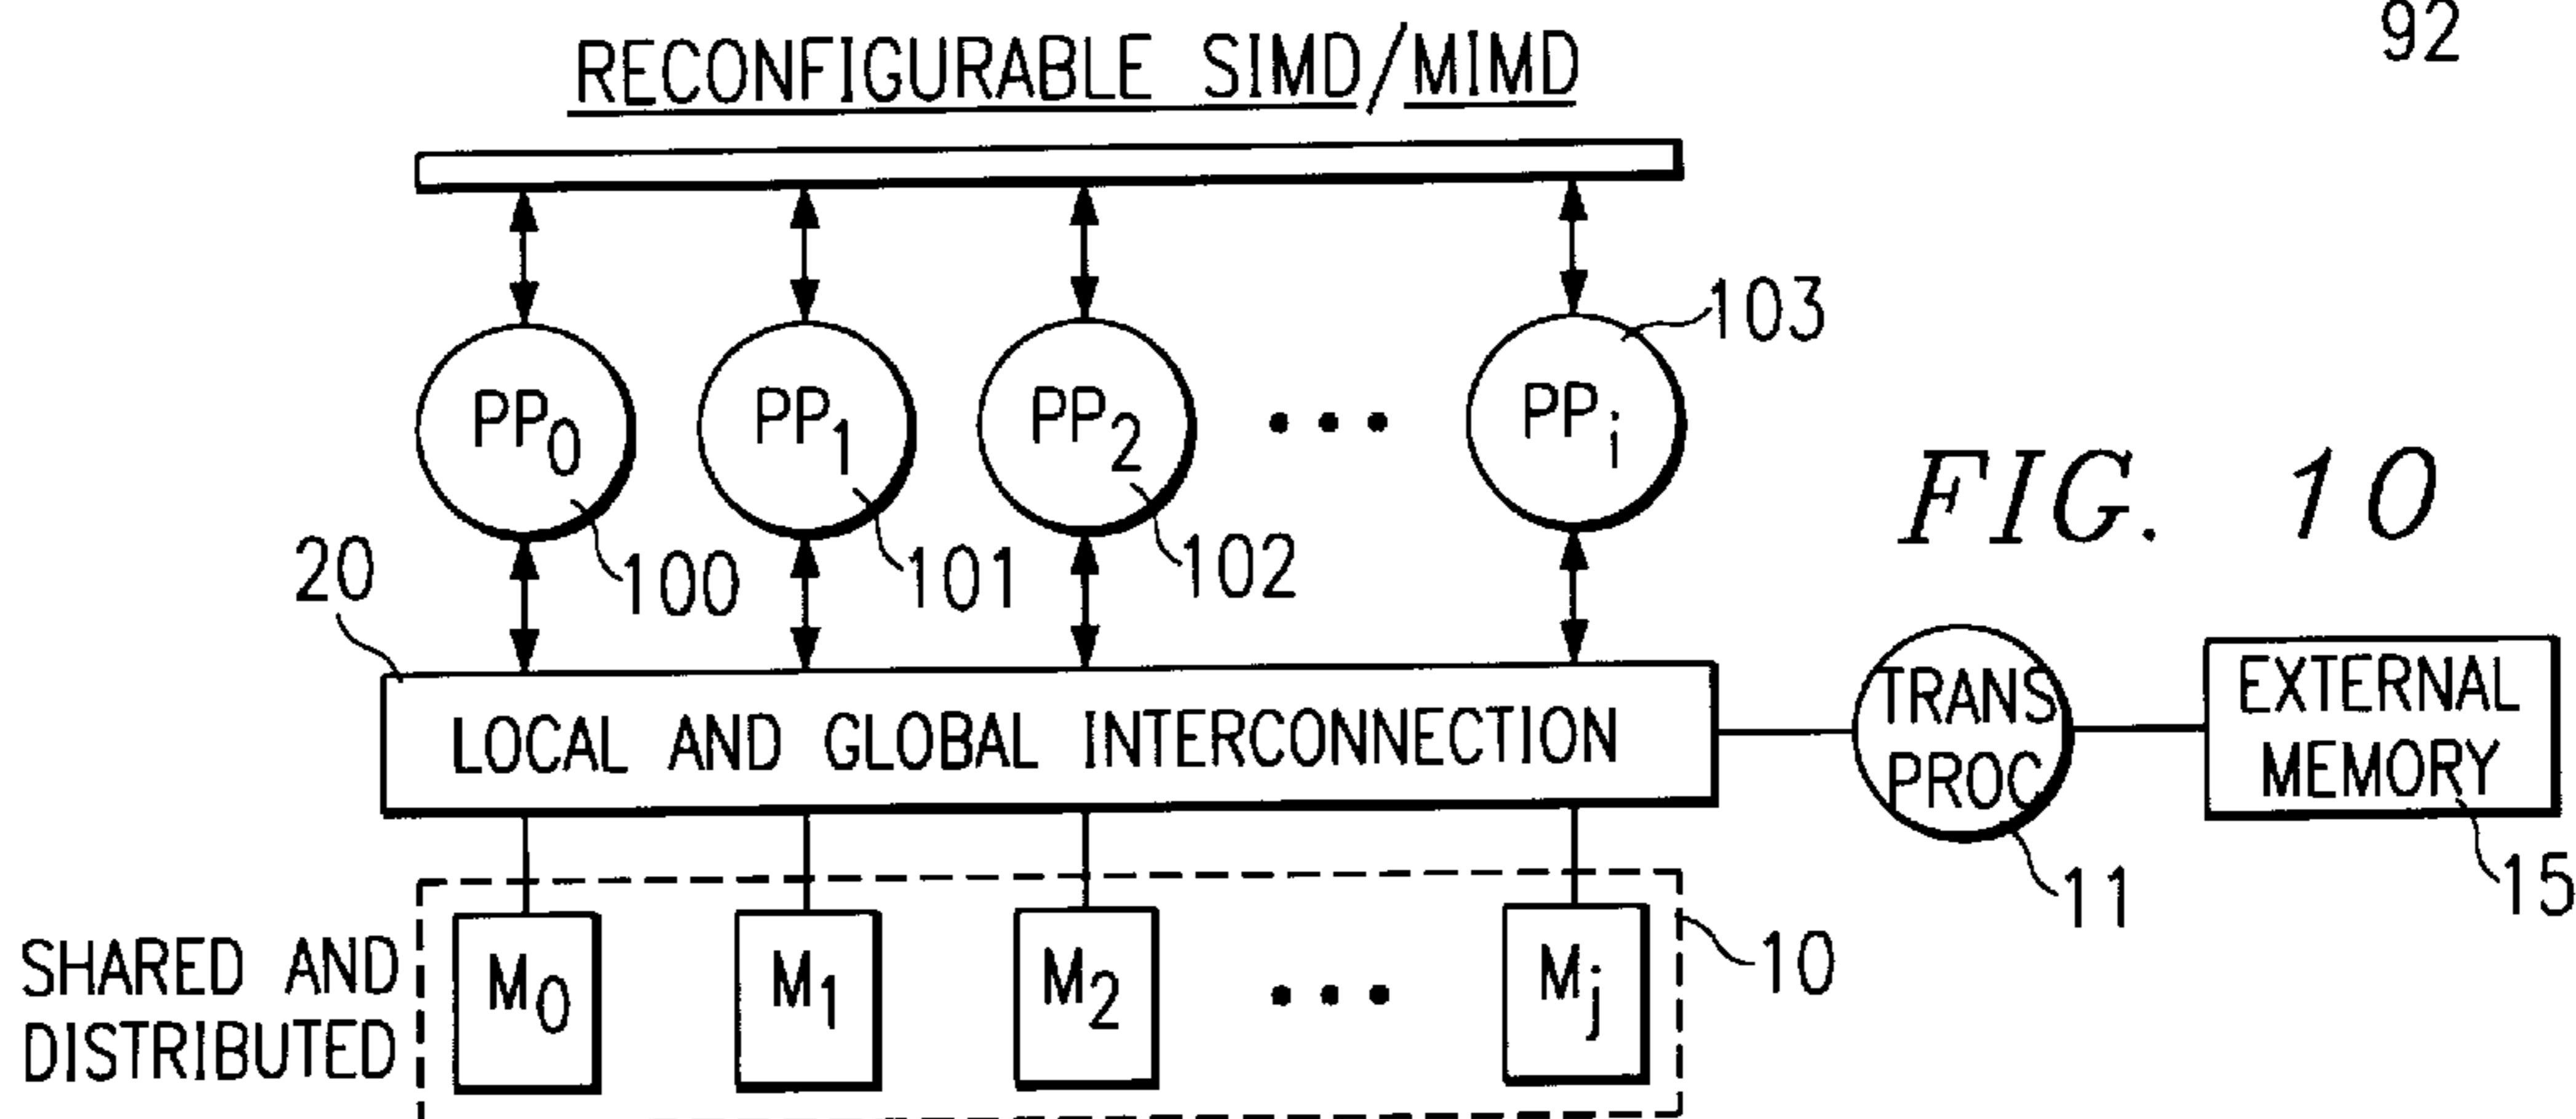 92
RECONFIGURABLE SIMD/MIMD
PP0 PP1 PP2 ••• PPi
103
FIG. 10
20
100 101 102
LOCAL AND GLOBAL INTERCONNECTION
TRANS
PROC
EXTERNAL
MEMORY
11
15
SHARED AND
DISTRIBUTED
M0 M1 M2 ••• Mj
10